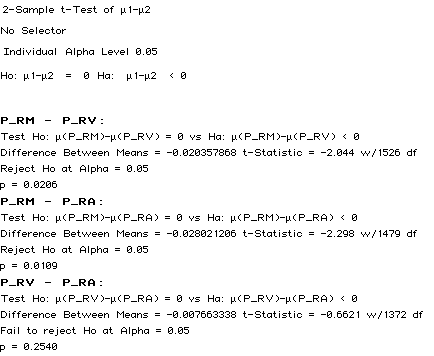 2-Sample t-Test of µ1-µ2
No Selector
Individual Alpha Level 0.05
Ho: µ1-µ2 = 0 Ha: µ1-µ2 < 0
P_RM - P_RV:
Test Ho: µ(P_RM)-µ(P_RV) = 0 vs Ha: µ(P_RM)-µ(P_RV) < 0
Difference Between Means = -0.020357868 t-Statistic = -2.044 w/1526 df
Reject Ho at Alpha = 0.05
p = 0.0206
P_RM - P_RA:
Test Ho: µ(P_RM)-µ(P_RA) = 0 vs Ha: µ(P_RM)-µ(P_RA) < 0
Difference Between Means = -0.028021206 t-Statistic = -2.298 w/1479 df
Reject Ho at Alpha = 0.05
p = 0.0109
P_RV - P_RA:
Test Ho: µ(P_RV)-µ(P_RA) = 0 vs Ha: µ(P_RV)-µ(P_RA) < 0
Difference Between Means = -0.007663338 t-Statistic = -0.6621 w/1372 df
Fail to reject Ho at Alpha = 0.05
p = 0.2540